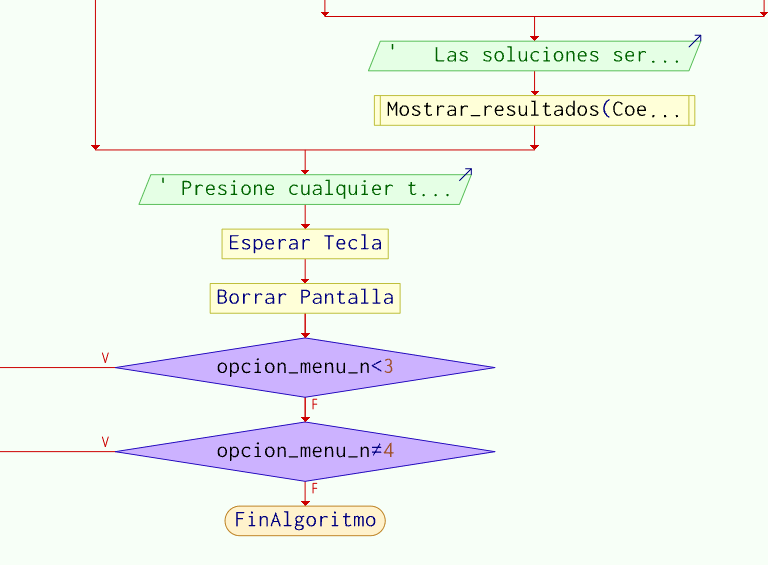 '   Las soluciones ser...
Mostrar_resultados(Coe...
' Presione cualquier t...
Esperar Tecla
Borrar Pantalla
V
opcion_menu_n<3
F
V
opcion_menu_n≠4
F
FinAlgoritmo